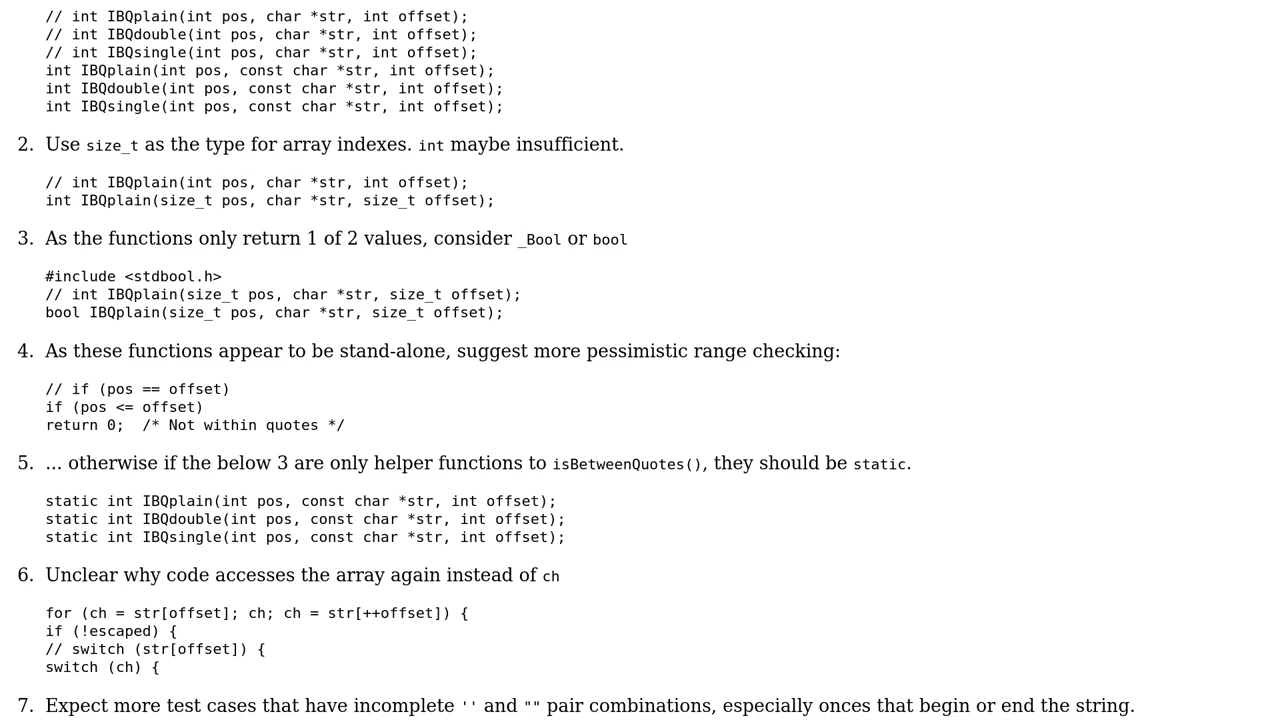 // int IBQplain(int pos, char *str, int offset);
// int IBQdouble(int pos, char *str, int offset);
// int IBQsingle(int pos, char *str, int offset);
int IBQplain(int pos, const char *str, int offset);
int IBQdouble(int pos, const char *str, int offset);
int IBQsingle(int pos, const char *str, int offset);
2. Use size_t as the type for array indexes. int maybe insufficient.
// int IBQplain(int pos, char *str, int offset);
int IBQplain(size_t pos, char *str, size_t offset);
3. As the functions only return 1 of 2 values, consider _Bool or bool
#include <stdbool.h>
// int IBQplain(size_t pos, char *str, size_t offset);
bool IBQplain(size_t pos, char *str, size_t offset);
4. As these functions appear to be stand-alone, suggest more pessimistic range checking:
// if (pos == offset)
if (pos <= offset)
return 0;  /* Not within quotes */
5. ... otherwise if the below 3 are only helper functions to isBetweenQuotes(), they should be static.
static int IBQplain(int pos, const char *str, int offset);
static int IBQdouble(int pos, const char *str, int offset);
static int IBQsingle(int pos, const char *str, int offset);
6. Unclear why code accesses the array again instead of ch
for (ch = str[offset]; ch; ch = str[++offset]) {
if (!escaped) {
// switch (str[offset]) {
switch (ch) {
7. Expect more test cases that have incomplete '' and "" pair combinations, especially onces that begin or end the string.